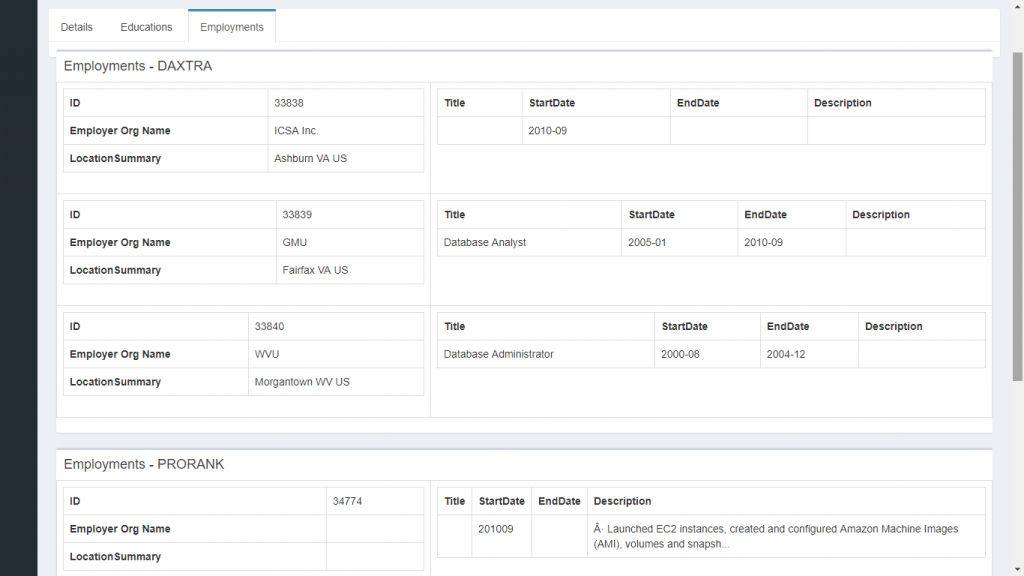 Details Educations Employments
Employments - DAXTRA
ID 33838
Employer Org Name ICSA Inc.
LocationSummary Ashburn VA US
Title StartDate EndDate Description
2010-09
ID 33839
Employer Org Name GMU
LocationSummary Fairfax VA US
Title StartDate EndDate Description
Database Analyst 2005-01 2010-09
ID 33840
Employer Org Name WVU
LocationSummary Morgantown WV US
Title StartDate EndDate Description
Database Administrator 2000-08 2004-12
Employments - PRORANK
ID 34774
Employer Org Name
LocationSummary
Title StartDate EndDate Description
201009 Â· Launched EC2 instances, created and configured Amazon Machine Images
(AMI), volumes and snapsh...